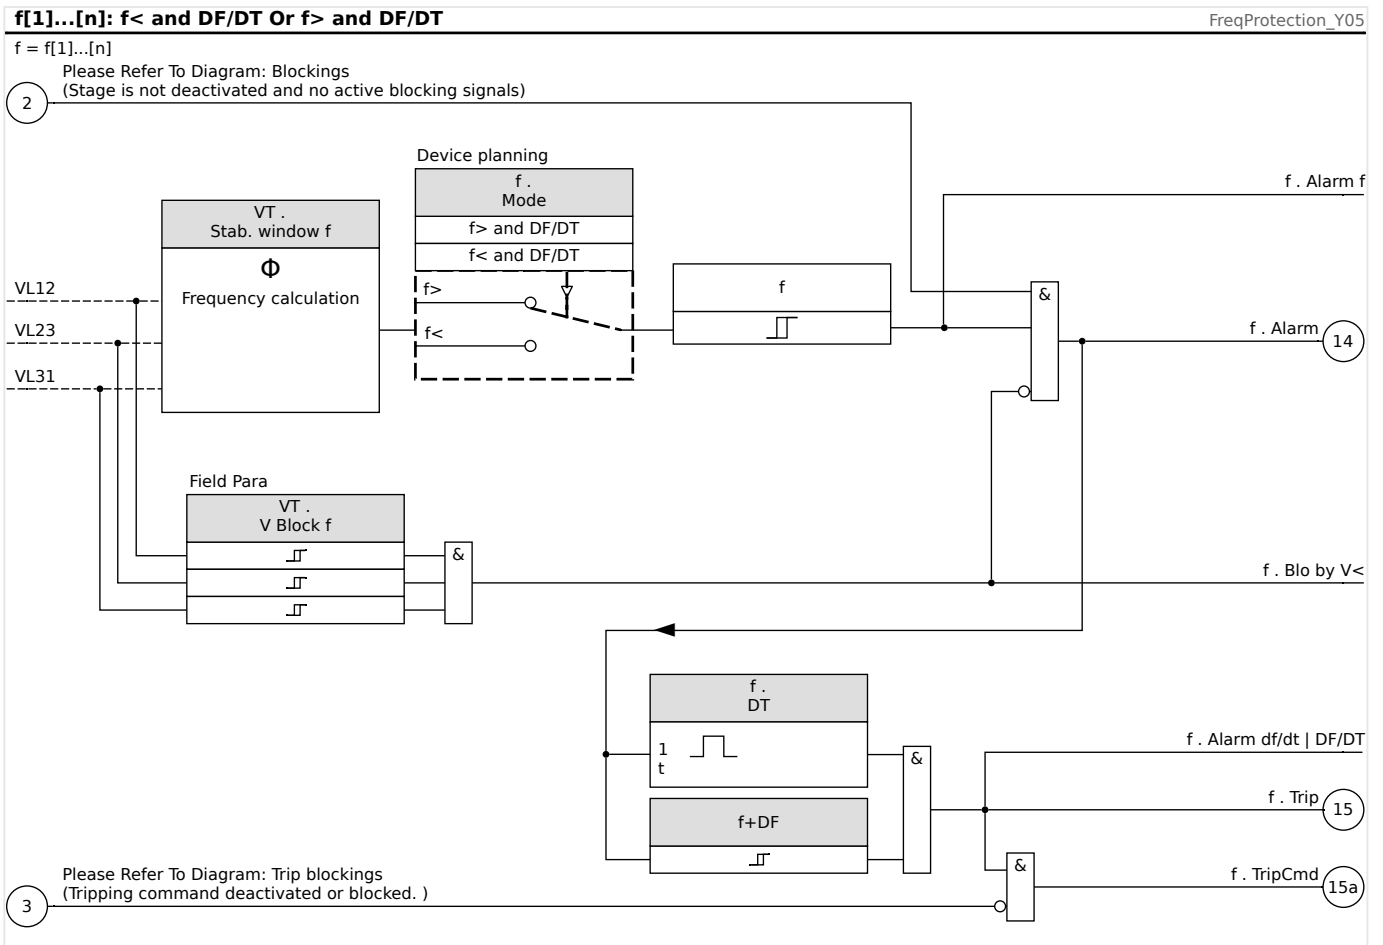 f[1]...[n]: f< and DF/DT Or f> and DF/DT
FreqProtection_Y05
f = f[1]...[n]
Please Refer To Diagram: Blockings
(Stage is not deactivated and no active blocking signals)
2
Device planning
f .
Mode
f> and DF/DT
f< and DF/DT
f>
f<
VT .
Stab. window f
Φ
Frequency calculation
VL12
VL23
VL31
f
&
f . Alarm f
f . Alarm
14
Field Para
VT .
V Block f
&
f . Blo by V<
f .
DT
1
t
f+DF
&
f . Alarm df/dt | DF/DT
f . Trip
15
&
f . TripCmd
15a
Please Refer To Diagram: Trip blockings
(Tripping command deactivated or blocked. )
3